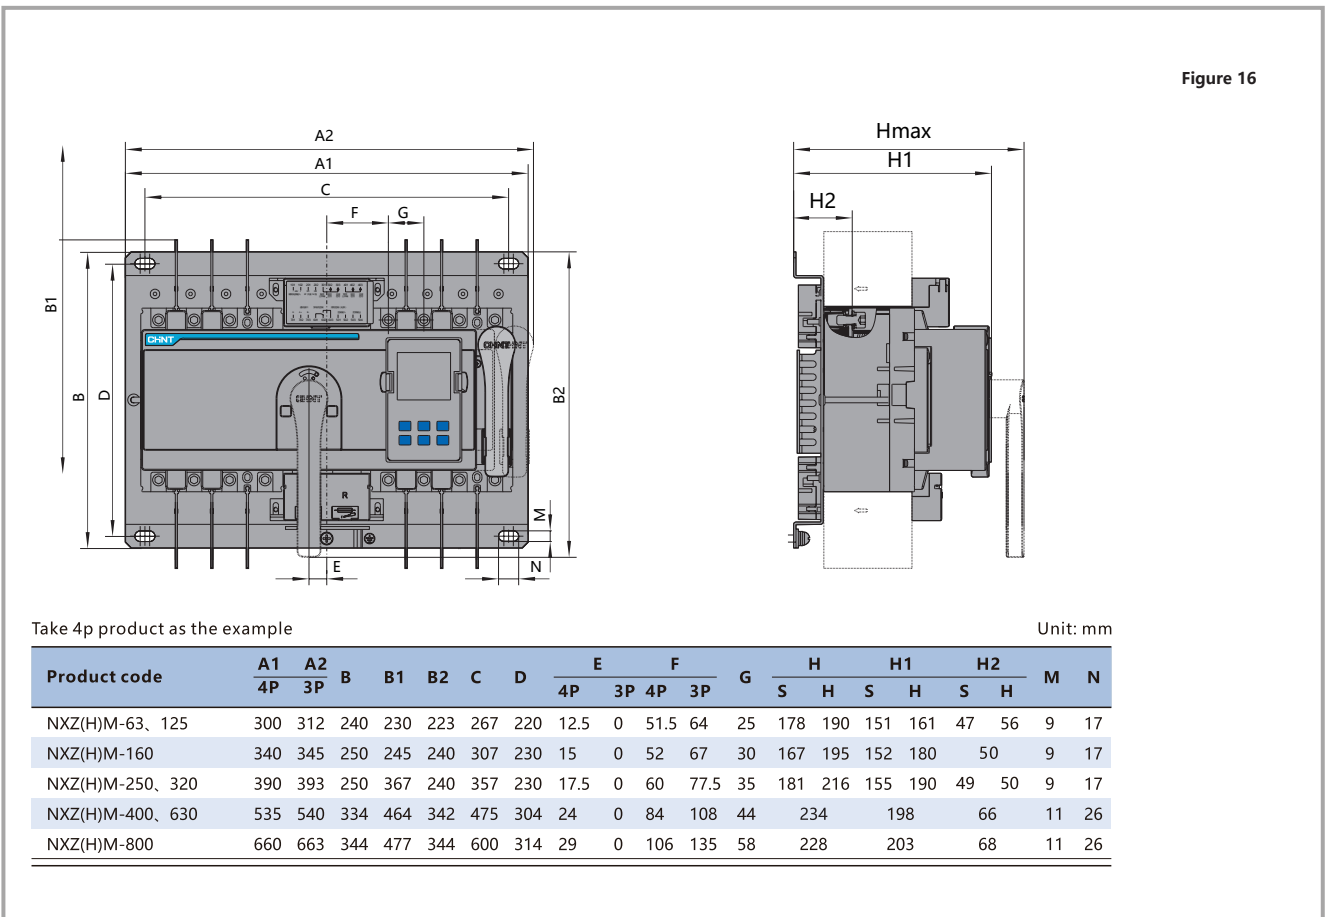 Figure 16
A2
A1
C
F G
B1
B
D
B2
CHNT
CHNT
CHNT
R
M
E
N
Hmax
H1
H2
Take 4p product as the example Unit: mm
Product code A1 A2 B B1 B2 C D E F G H H1 H2 M N
4P 3P 4P 3P 4P 3P S H S H S H
NXZ(H)M-63、125 300 312 240 230 223 267 220 12.5 0 51.5 64 25 178 190 151 161 47 56 9 17
NXZ(H)M-160 340 345 250 245 240 307 230 15 0 52 67 30 167 195 152 180 50 9 17
NXZ(H)M-250、320 390 393 250 367 240 357 230 17.5 0 60 77.5 35 181 216 155 190 49 50 9 17
NXZ(H)M-400、630 535 540 334 464 342 475 304 24 0 84 108 44 234 198 66 11 26
NXZ(H)M-800 660 663 344 477 344 600 314 29 0 106 135 58 228 203 68 11 26